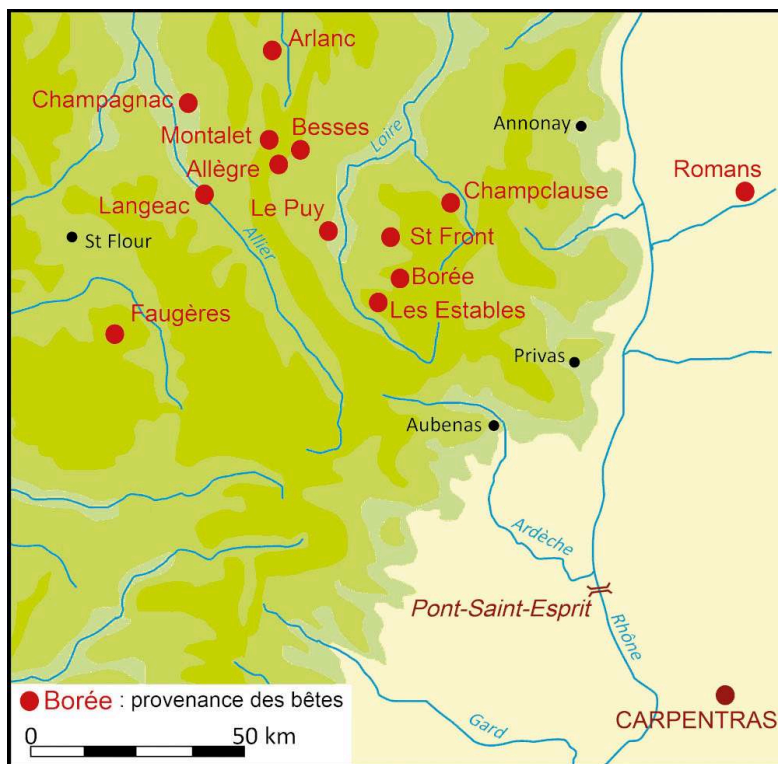 Arlanc
Champagnac
Montalet
Besses
Loire
Annonay
Allègre
Romans
Langeac
Le Puy
Champclause
St Flour
Allier
St Front
Borée
Faugères
Les Estables
Privas
Aubenas
Ardèche
Pont-Saint-Esprit
Rhône
Borée : provenance des bêtes
0 50 km
Gard
CARPENTRAS